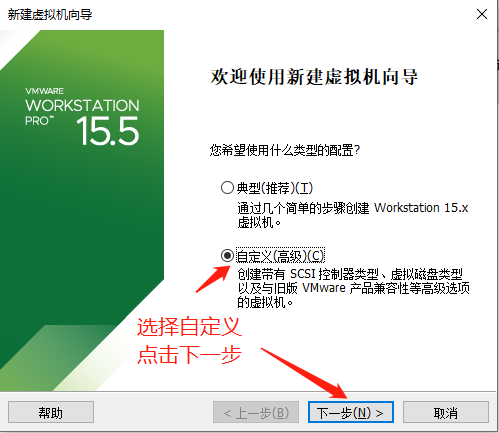 新建虚拟机向导
VMWARE
WORKSTATION
PRO™
15.5
欢迎使用新建虚拟机向导
您希望使用什么类型的配置?
典型(推荐)(T)
通过几个简单的步骤创建 Workstation 15.x
虚拟机。
自定义(高级)(C)
创建带有 SCSI 控制器类型、虚拟磁盘类型
以及与旧版 VMware 产品兼容性等高级选项
的虚拟机。
选择自定义
点击下一步
帮助
< 上一步(B)
下一步(N) >
取消